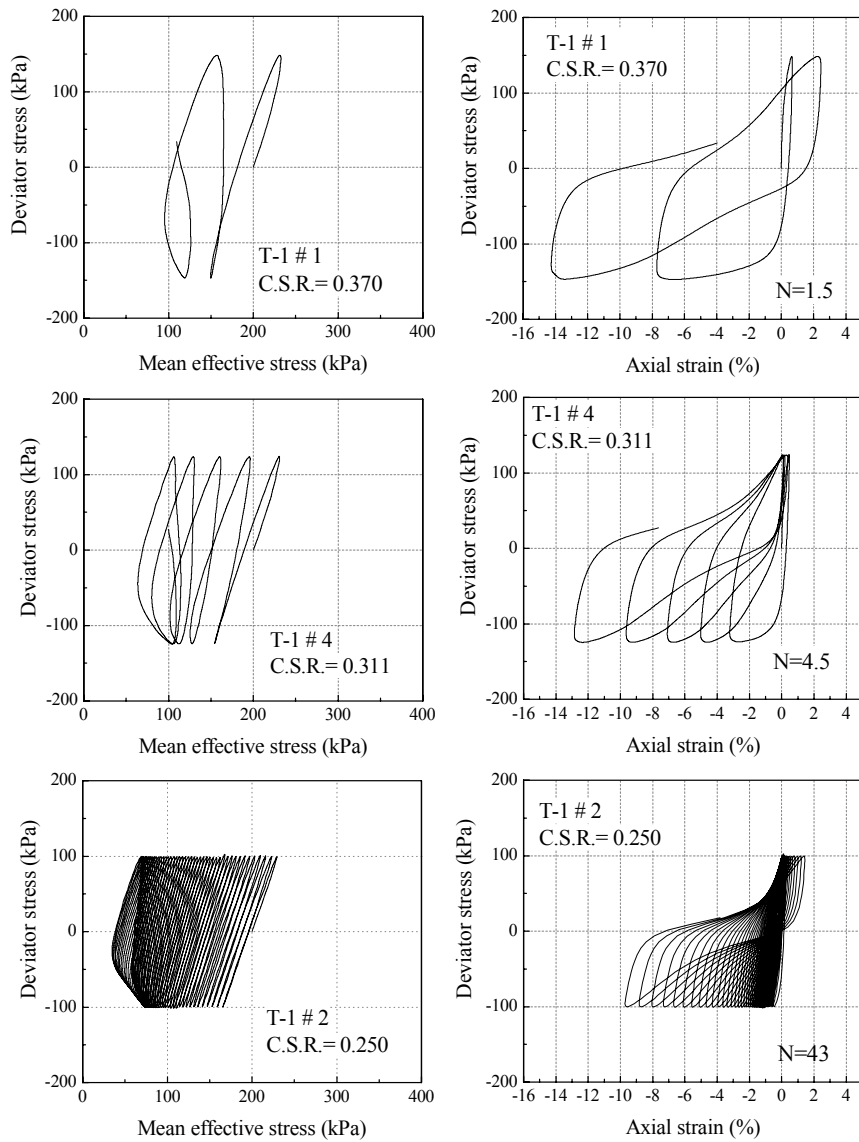 200
100
0
-100
-200
Deviator stress (kPa)
T-1 # 1
C.S.R.= 0.370
0 100 200 300 400
Mean effective stress (kPa)
200
100
0
-100
-200
Deviator stress (kPa)
T-1 # 1
C.S.R.= 0.370
N=1.5
-16 -14 -12 -10 -8 -6 -4 -2 0 2 4
Axial strain (%)
200
100
0
-100
-200
Deviator stress (kPa)
T-1 # 4
C.S.R.= 0.311
0 100 200 300 400
Mean effective stress (kPa)
200
100
0
-100
-200
Deviator stress (kPa)
T-1 # 4
C.S.R.= 0.311
N=4.5
-16 -14 -12 -10 -8 -6 -4 -2 0 2 4
Axial strain (%)
200
100
0
-100
-200
Deviator stress (kPa)
T-1 # 2
C.S.R.= 0.250
0 100 200 300 400
Mean effective stress (kPa)
200
100
0
-100
-200
Deviator stress (kPa)
T-1 # 2
C.S.R.= 0.250
N=43
-16 -14 -12 -10 -8 -6 -4 -2 0 2 4
Axial strain (%)